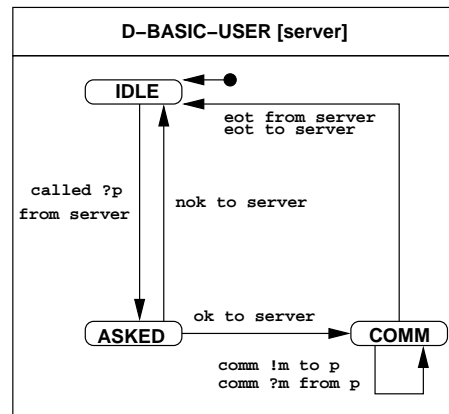 D–BASIC–USER [server]
IDLE
eot from server
eot to server
called ?p
from server
nok to server
ok to server
ASKED
COMM
comm !m to p
comm ?m from p